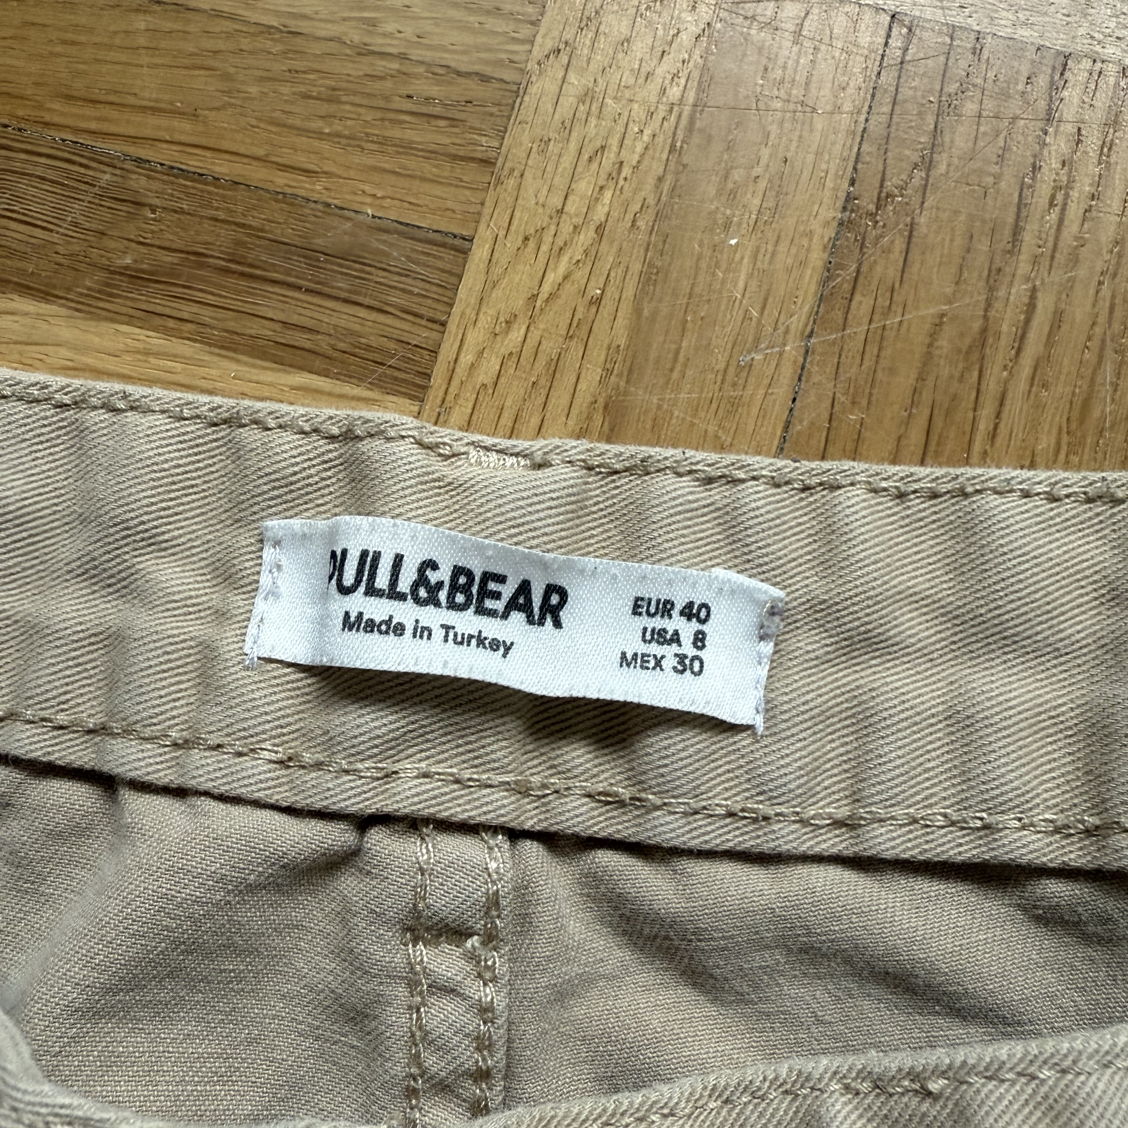 PULL&BEAR
Made in Turkey
EUR 40
USA 8
MEX 30